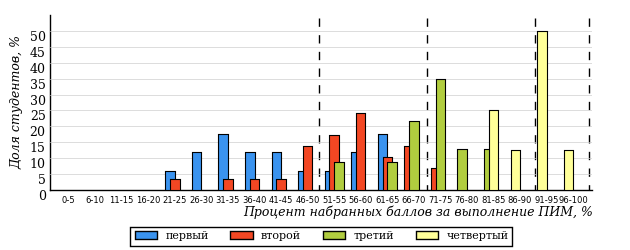 Доля студентов, %
50
45
40
35
30
25
20
15
10
5
0
0-5 6-10 11-15 16-20 21-25 26-30 31-35 36-40 41-45 46-50 51-55 56-60 61-65 66-70 71-75 76-80 81-85 86-90 91-95 96-100
Процент набранных баллов за выполнение ПИМ, %
первый второй третий четвертый